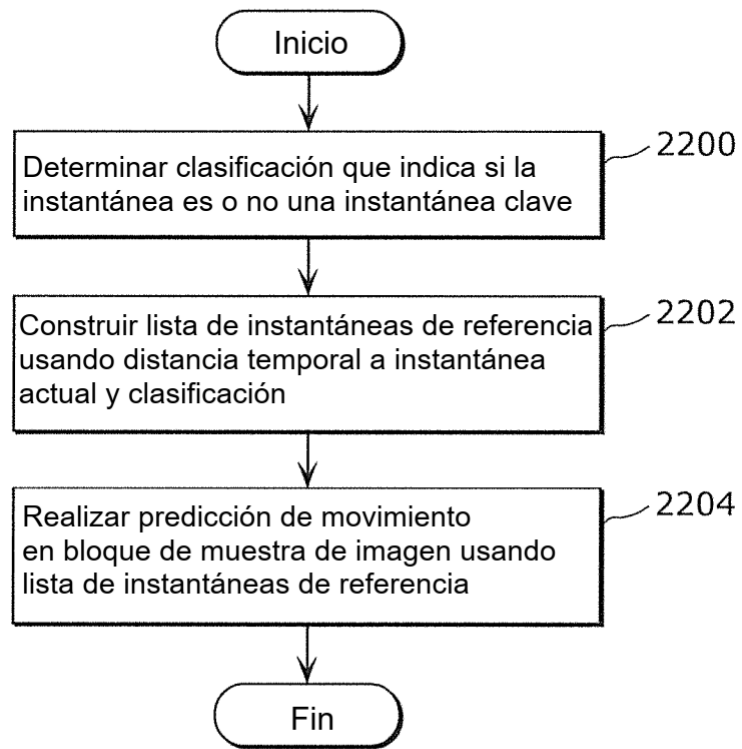 Inicio
2200
Determinar clasificación que indica si la
instantánea es o no una instantánea clave
2202
Construir lista de instantáneas de referencia
usando distancia temporal a instantánea
actual y clasificación
2204
Realizar predicción de movimiento
en bloque de muestra de imagen usando
lista de instantáneas de referencia
Fin